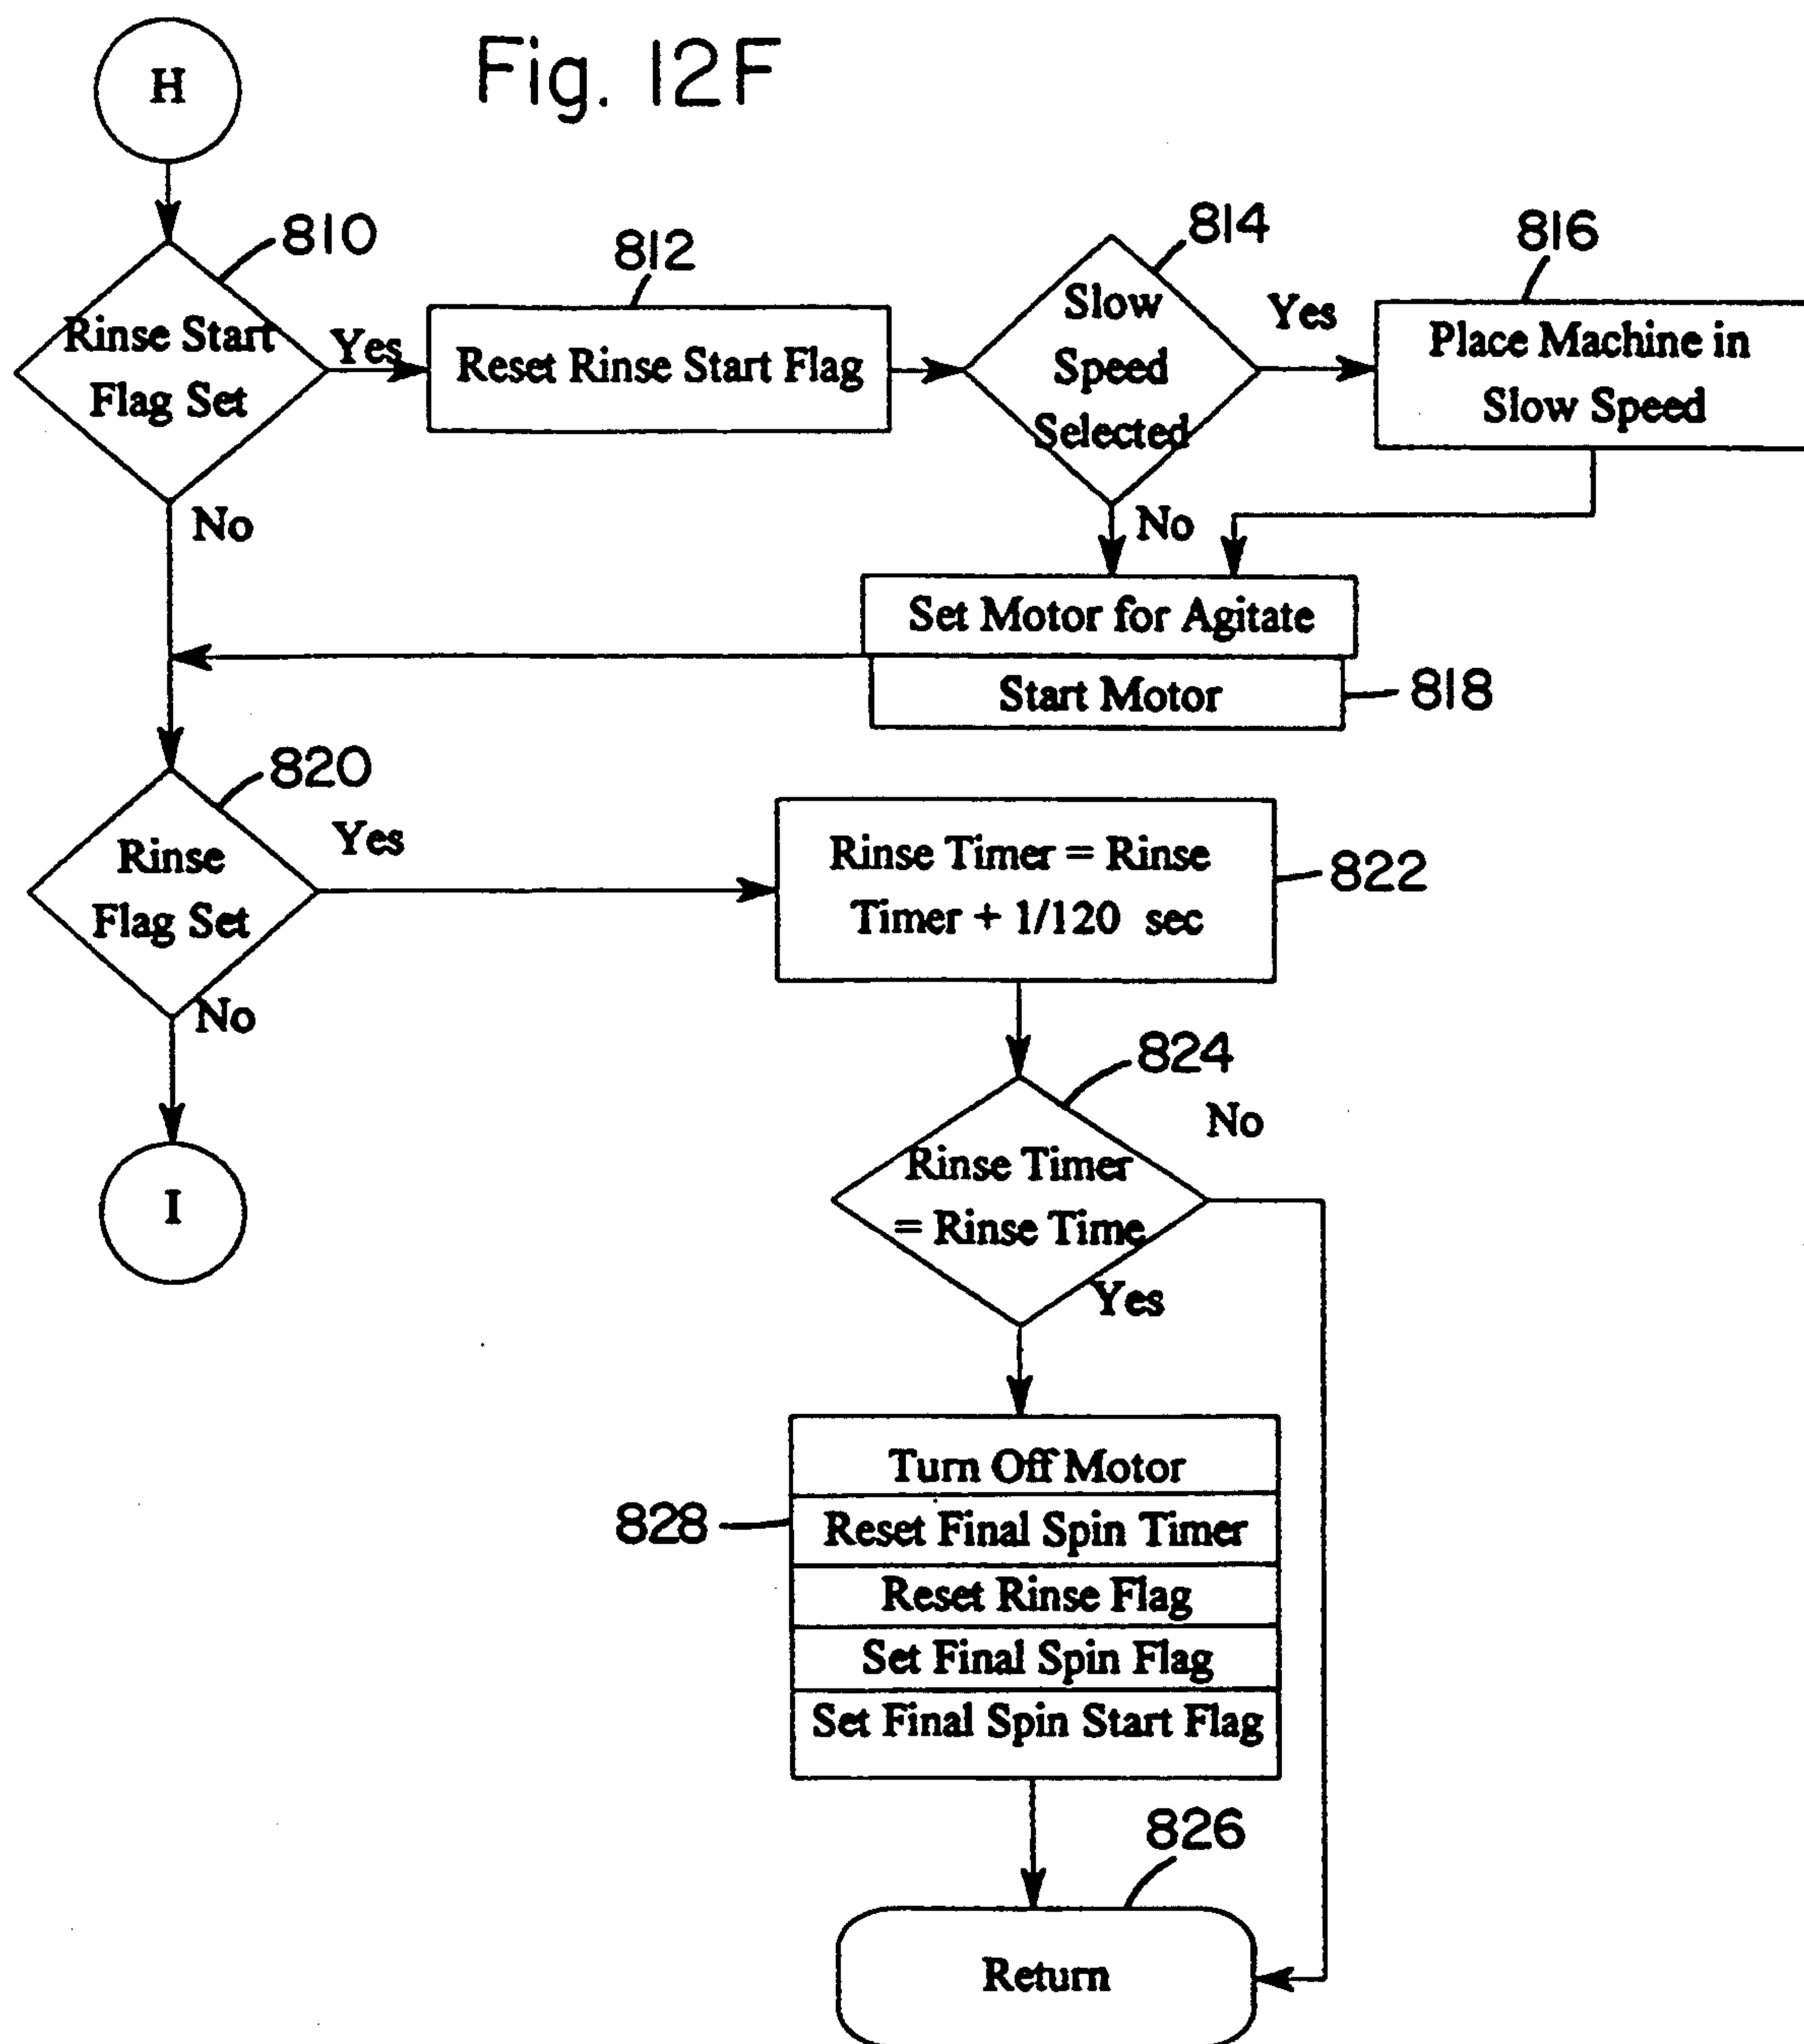 Fig. 12F
H
810
Rinse Start
Flag Set
Yes
No
812
Reset Rinse Start Flag
814
Slow
Speed
Selected
Yes
No
816
Place Machine in
Slow Speed
Set Motor for Agitate
Start Motor
818
820
Rinse
Flag Set
Yes
No
I
Rinse Timer = Rinse
Timer + 1/120 sec
822
824
Rinse Timer
= Rinse Time
No
Yes
828
Turn Off Motor
Reset Final Spin Timer
Reset Rinse Flag
Set Final Spin Flag
Set Final Spin Start Flag
826
Return